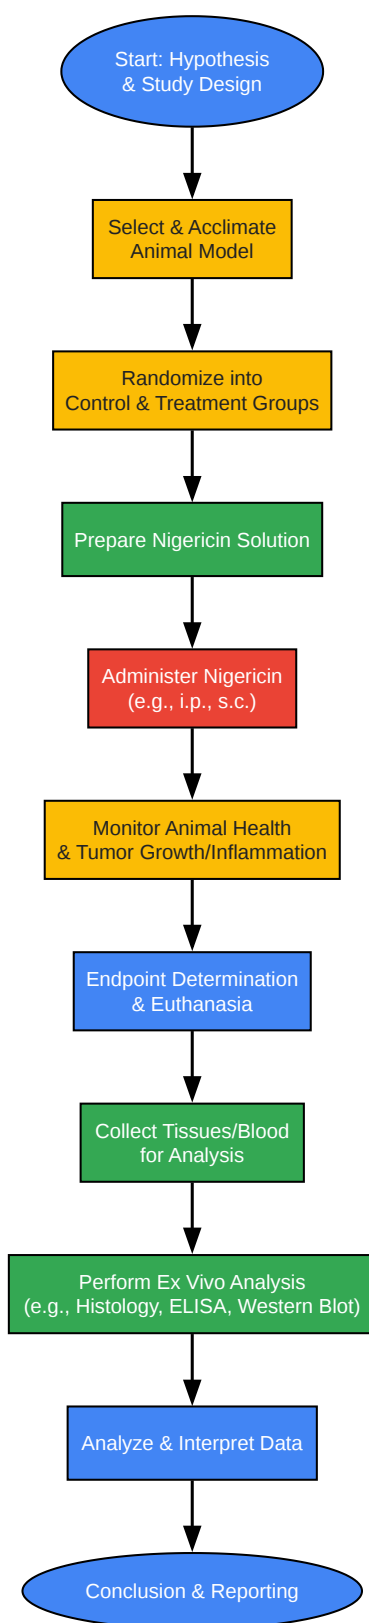 Start: Hypothesis
& Study Design
Select & Acclimate
Animal Model
Randomize into
Control & Treatment Groups
Prepare Nigericin Solution
Administer Nigericin
(e.g., i.p., s.c.)
Monitor Animal Health
& Tumor Growth/Inflammation
Endpoint Determination
& Euthanasia
Collect Tissues/Blood
for Analysis
Perform Ex Vivo Analysis
(e.g., Histology, ELISA, Western Blot)
Analyze & Interpret Data
Conclusion & Reporting